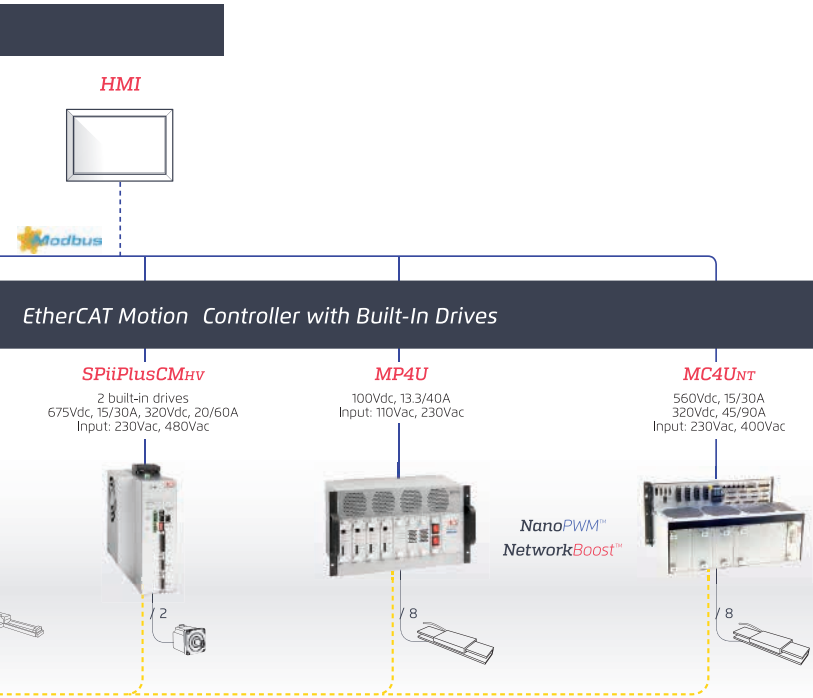 HMI
Modbus
EtherCAT Motion Controller with Built-In Drives
SPiiPlusCMHV
2 built-in drives
675Vdc, 15/30A, 320Vdc, 20/60A
Input: 230Vac, 480Vac
MP4U
100Vdc, 13.3/40A
Input: 110Vac, 230Vac
MC4UNT
560Vdc, 15/30A
320Vdc, 45/90A
Input: 230Vac, 400Vac
NanoPWM™
NetworkBoost™
/ 2
/ 8
/ 8